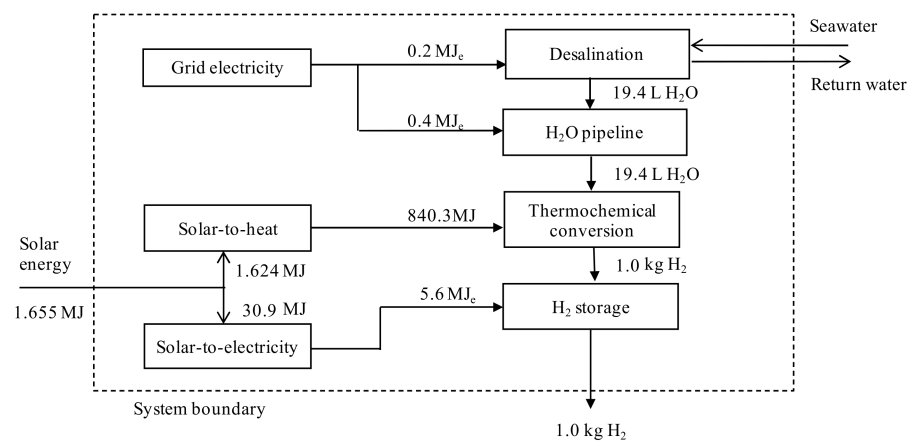 Seawater
Return water
Grid electricity
0.2 MJₑ
Desalination
19.4 L H₂O
0.4 MJₑ
H₂O pipeline
19.4 L H₂O
Solar-to-heat
840.3MJ
Thermochemical
conversion
Solar
energy
1.655 MJ
1.624 MJ
30.9 MJ
1.0 kg H₂
5.6 MJₑ
H₂ storage
Solar-to-electricity
System boundary
1.0 kg H₂